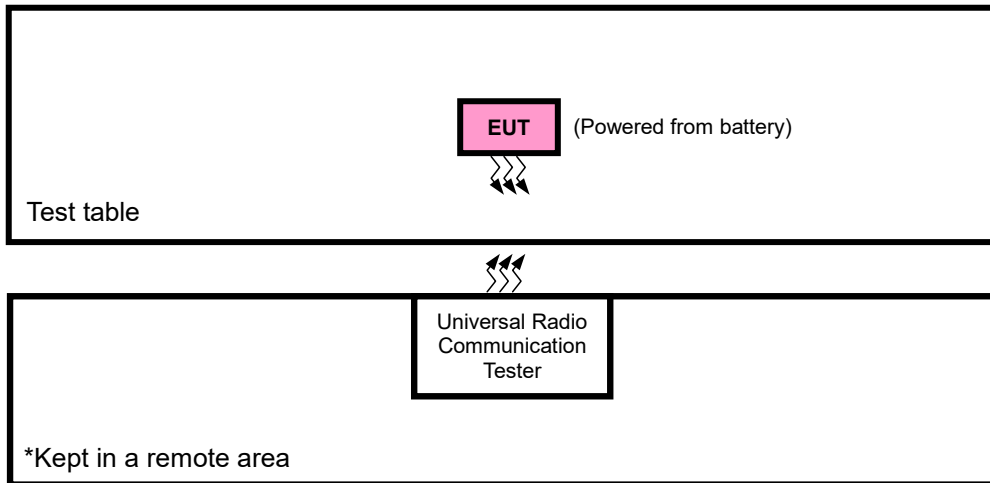 EUT
(Powered from battery)
Test table
Universal Radio
Communication
Tester
*Kept in a remote area